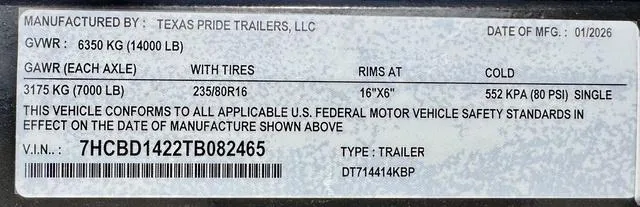 MANUFACTURED BY : TEXAS PRIDE TRAILERS, LLC DATE OF MFG. : 01/2026
GVWR : 6350 KG (14000 LB)
GAWR (EACH AXLE) WITH TIRES RIMS AT COLD
3175 KG (7000 LB) 235/80R16 16"X6" 552 KPA (80 PSI) SINGLE
THIS VEHICLE CONFORMS TO ALL APPLICABLE U.S. FEDERAL MOTOR VEHICLE SAFETY STANDARDS IN
EFFECT ON THE DATE OF MANUFACTURE SHOWN ABOVE
V.I.N.. : 7HCBD1422TB082465 TYPE : TRAILER
DT714414KBP